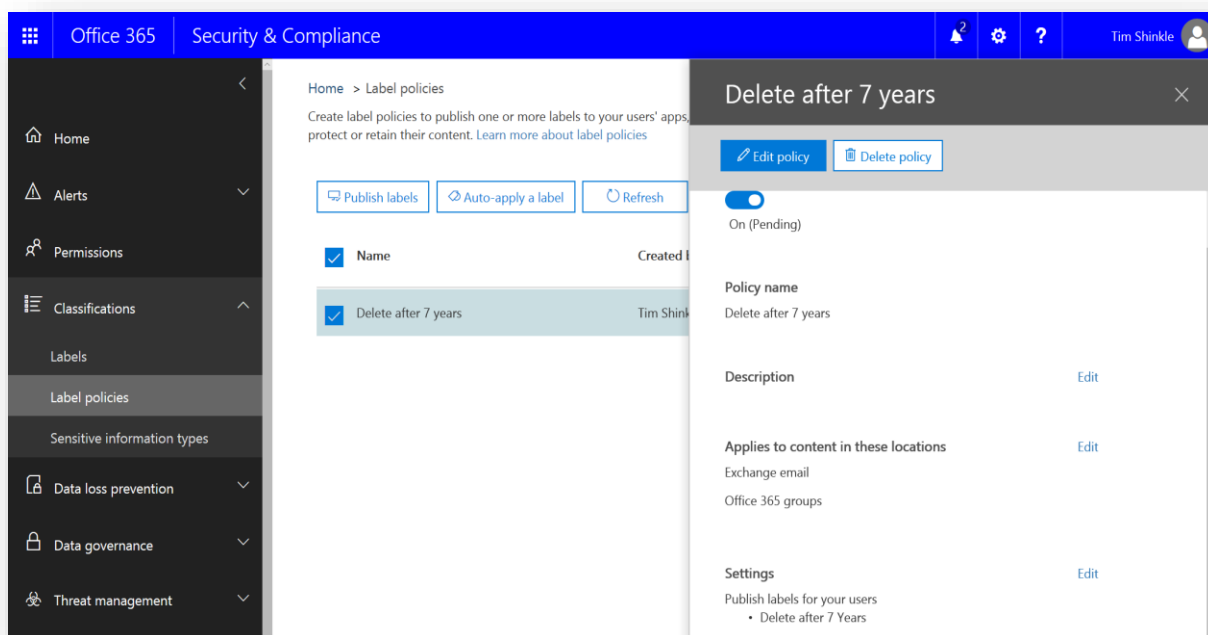 Office 365
Security & Compliance
2
?
Tim Shinkle
Home
Alerts
Permissions
Classifications
Labels
Label policies
Sensitive information types
Data loss prevention
Data governance
Threat management
Home > Label policies
Create label policies to publish one or more labels to your users' apps,
protect or retain their content. Learn more about label policies
Publish labels
Auto-apply a label
Refresh
Name
Created
Delete after 7 years
Tim Shink
Delete after 7 years
Edit policy
Delete policy
On (Pending)
Policy name
Delete after 7 years
Description
Edit
Applies to content in these locations
Edit
Exchange email
Office 365 groups
Settings
Edit
Publish labels for your users
• Delete after 7 Years